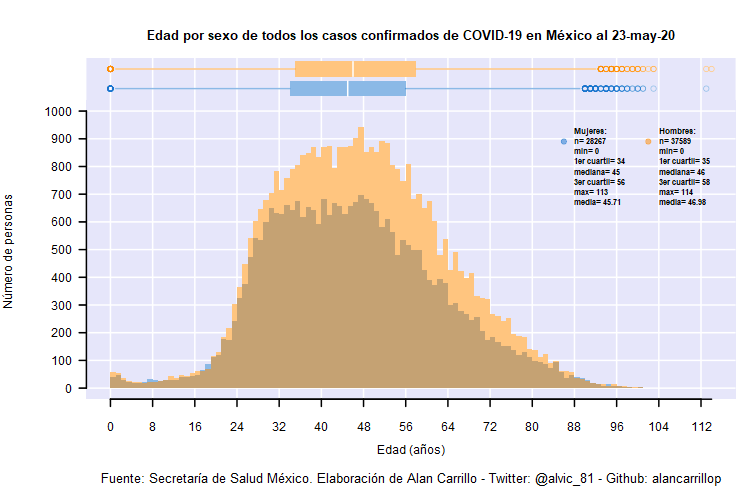 Edad por sexo de todos los casos confirmados de COVID-19 en México al 23-may-20
Mujeres:
n= 28267
min= 0
1er cuartil= 34
mediana= 45
3er cuartil= 56
max= 113
media= 45.71
Hombres:
n= 37589
min= 0
1er cuartil= 35
mediana= 46
3er cuartil= 58
max= 114
media= 46.98
Número de personas
1000
900
800
700
600
500
400
300
200
100
0
0 8 16 24 32 40 48 56 64 72 80 88 96 104 112
Edad (años)
Fuente: Secretaría de Salud México. Elaboración de Alan Carrillo - Twitter: @alvic_81 - Github: alancarrillop